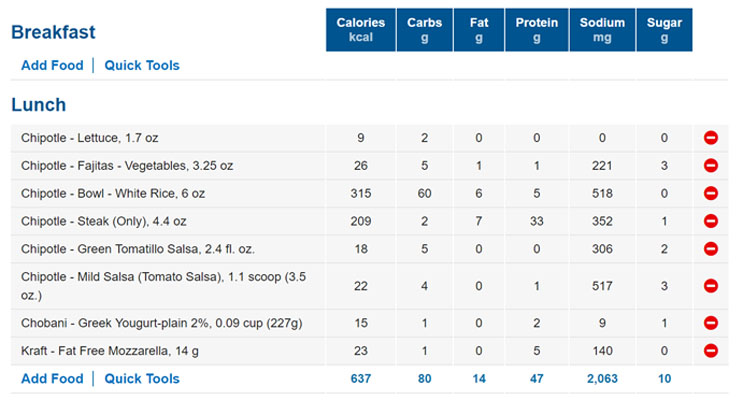 Breakfast Calories kcal Carbs g Fat g Protein g Sodium mg Sugar g
Add Food | Quick Tools
Lunch
Chipotle - Lettuce, 1.7 oz 9 2 0 0 0 0
Chipotle - Fajitas - Vegetables, 3.25 oz 26 5 1 1 221 3
Chipotle - Bowl - White Rice, 6 oz 315 60 6 5 518 0
Chipotle - Steak (Only), 4.4 oz 209 2 7 33 352 1
Chipotle - Green Tomatillo Salsa, 2.4 fl. oz. 18 5 0 0 306 2
Chipotle - Mild Salsa (Tomato Salsa), 1.1 scoop (3.5
oz.) 22 4 0 1 517 3
Chobani - Greek Yougurt-plain 2%, 0.09 cup (227g) 15 1 0 2 9 1
Kraft - Fat Free Mozzarella, 14 g 23 1 0 5 140 0
Add Food | Quick Tools 637 80 14 47 2,063 10